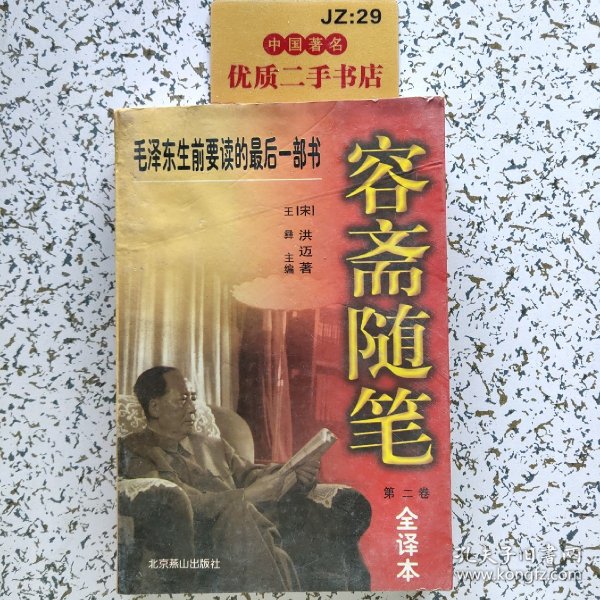 JZ:29
中国著名
优质二手书店
毛泽东生前要读的最后一部书
容斋随笔
[宋] 洪迈 著
王彝 主编
第二卷
全译本
北京燕山出版社
孔夫子旧书网
www.kongfz.com